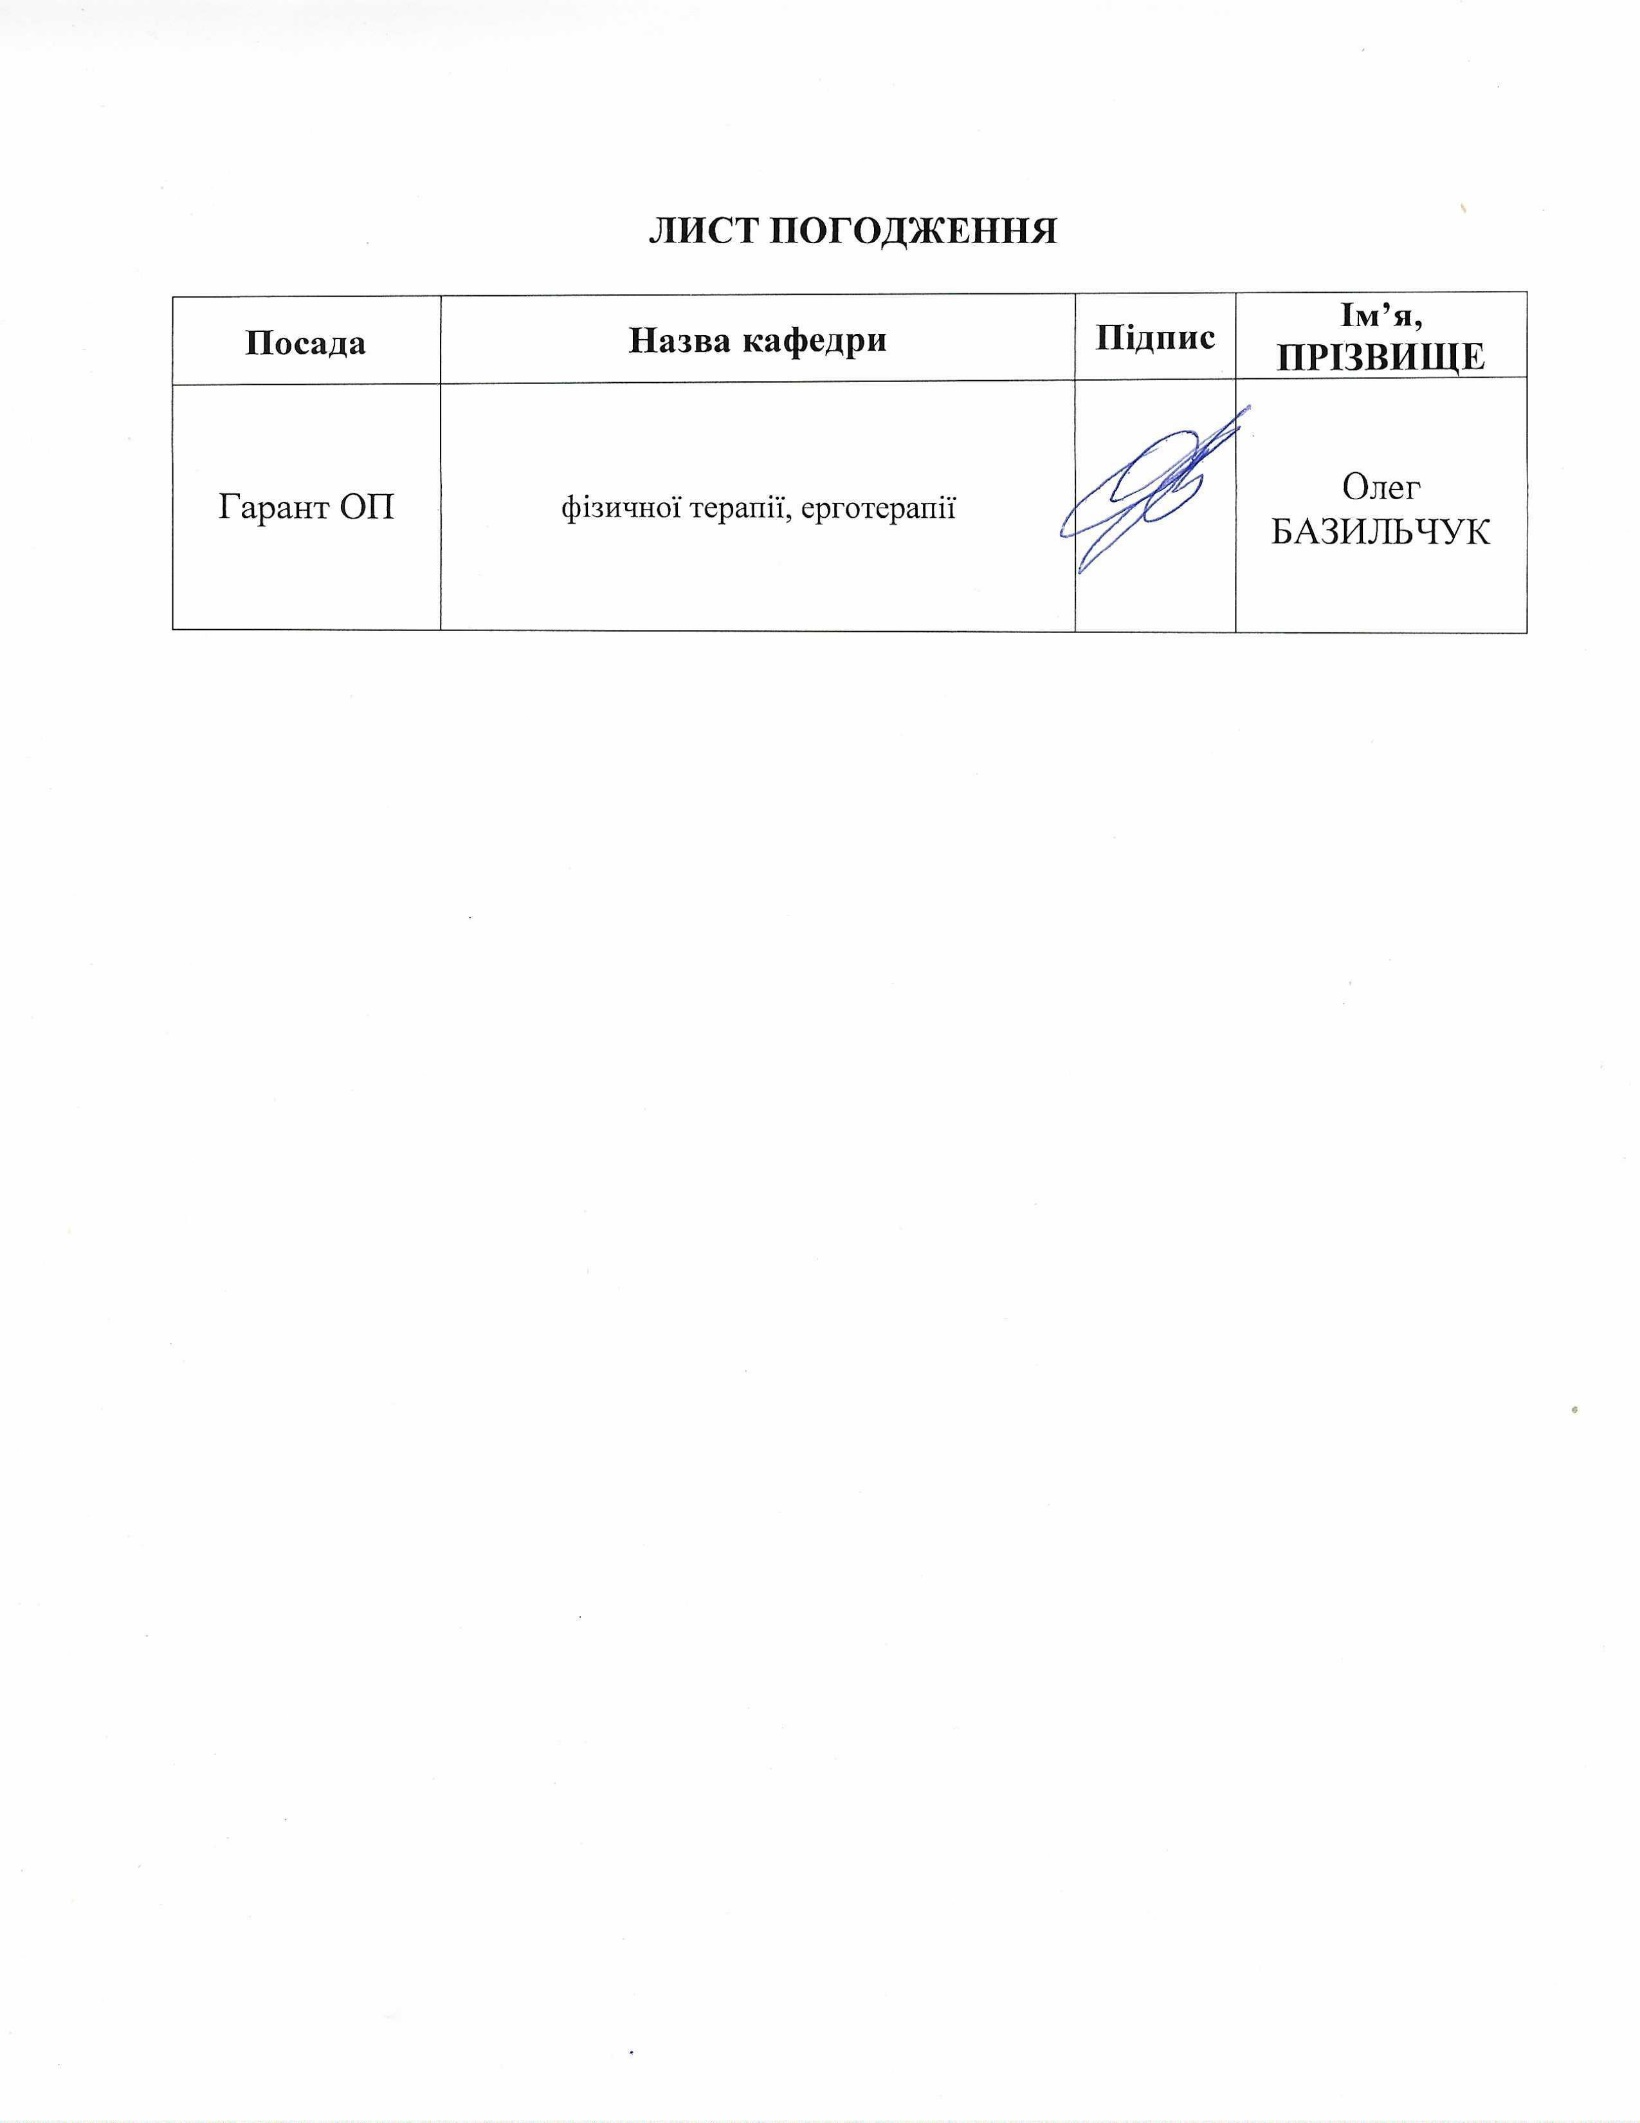 ЛИСТ ПОГОДЖЕННЯ
Посада
Назва кафедри
Підпис
Ім’я,
ПРІЗВИЩЕ
Гарант ОП
фізичної терапії, ерготерапії
Олег
БАЗИЛЬЧУК